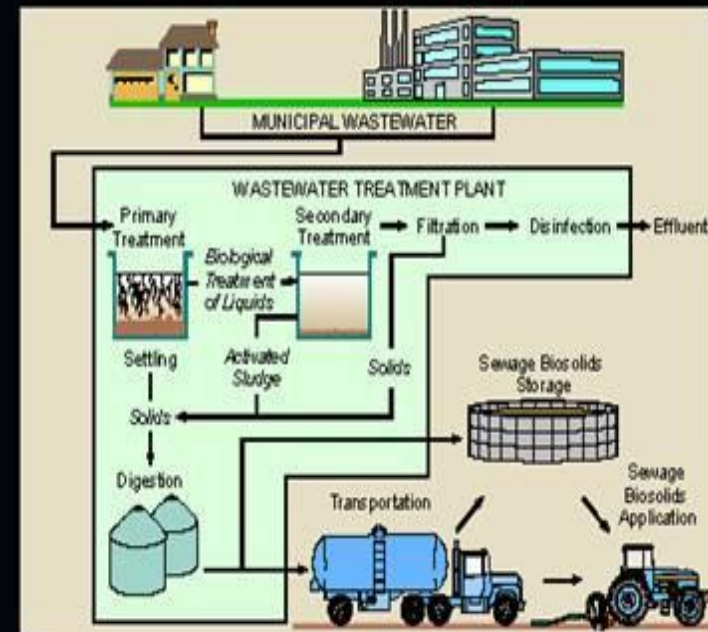 MUNICIPAL WASTEWATER
WASTEWATER TREATMENT PLANT
Primary
Treatment
Biological
Treatment
of Liquids
Secondary
Treatment
Filtration
Disinfection
Effluent
Settling
Activated
Sludge
Solids
Solids
Digestion
Sewage Biosolids
Storage
Transportation
Sewage
Biosolids
Application